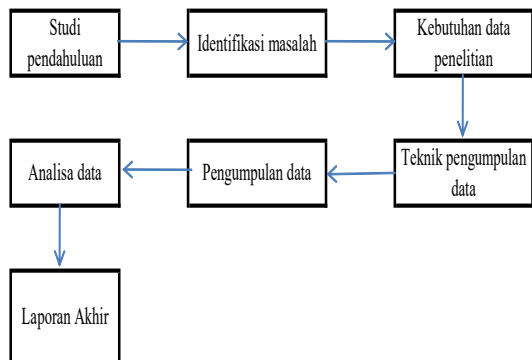 Studi
pendahuluan
Identifikasi masalah
Kebutuhan data
penelitian
Teknik pengumpulan
data
Pengumpulan data
Analisa data
Laporan Akhir